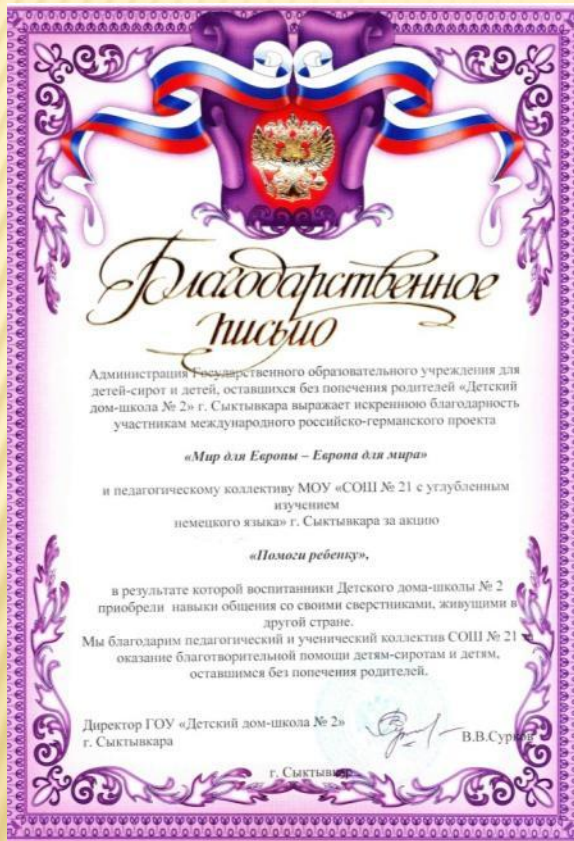 Благодарственное
письмо
Администрация Государственного образовательного учреждения для
детей-сирот и детей, оставшихся без попечения родителей «Детский
дом-школа № 2» г. Сыктывкара выражает искреннюю благодарность
участникам международного российско-германского проекта
«Мир для Европы – Европа для мира»
и педагогическому коллективу МОУ «СОШ № 21 с углубленным
изучением
немецкого языка» г. Сыктывкара за акцию
«Помоги ребенку»,
в результате которой воспитанники Детского дома-школы № 2
приобрели навыки общения со своими сверстниками, живущими в
другой стране.
Мы благодарим педагогический и ученический коллектив СОШ № 21
оказание благотворительной помощи детям-сиротам и детям,
оставшимся без попечения родителей.
Директор ГОУ «Детский дом-школа № 2»
г. Сыктывкара В.В.Сурков
г. Сыктывкар